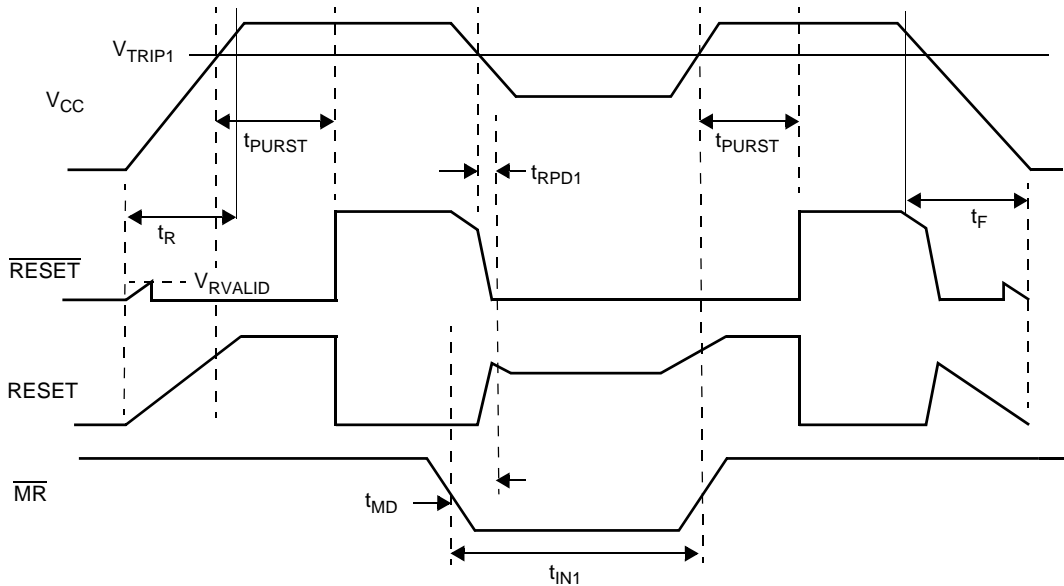 VTRIP1
VCC
tPURST
tPURST
tRPD1
tR
tF
RESET
VRVALID
RESET
MR
tMD
tIN1